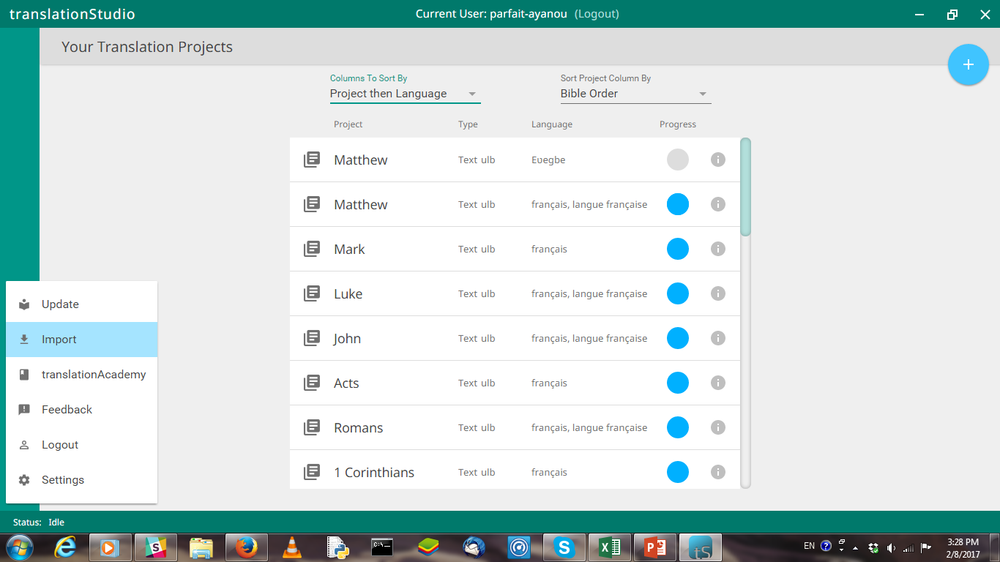 translationStudio
Current User: parfait-ayanou (Logout)
Your Translation Projects
+
Columns To Sort By
Project then Language
Sort Project Column By
Bible Order
Project Type Language Progress
Matthew Text ulb Eʋegbe
Matthew Text ulb français, langue française
Mark Text ulb français
Luke Text ulb français, langue française
John Text ulb français, langue française
Acts Text ulb français
Romans Text ulb français, langue française
1 Corinthians Text ulb français
Update
Import
translationAcademy
Feedback
Logout
Settings
Status: Idle
EN
3:28 PM
2/8/2017